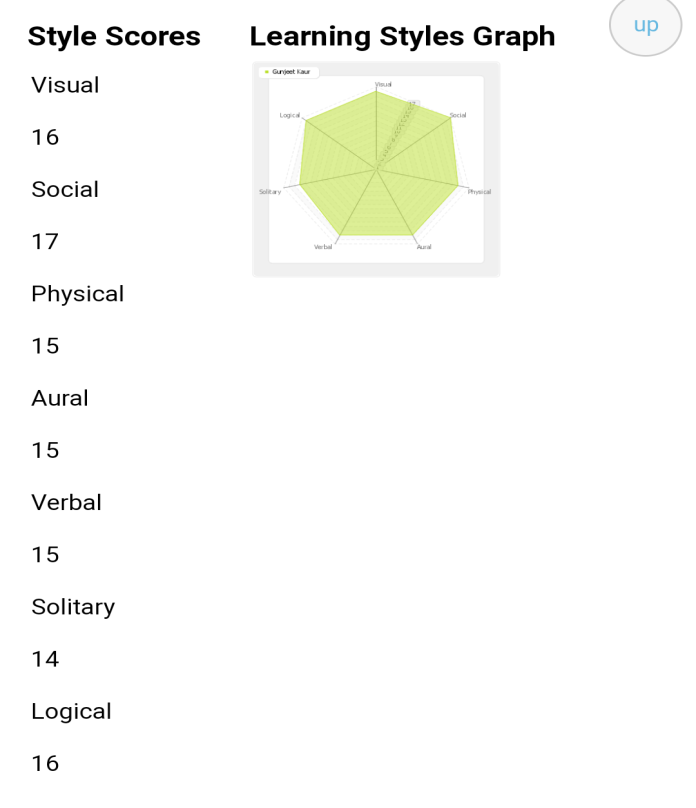 up
Style Scores
Learning Styles Graph
Visual
16
Social
17
Physical
15
Aural
15
Verbal
15
Solitary
14
Logical
16
Gunjeet Kaur
Visual
17
Logical
Social
Solitary
Physical
Verbal
Aural